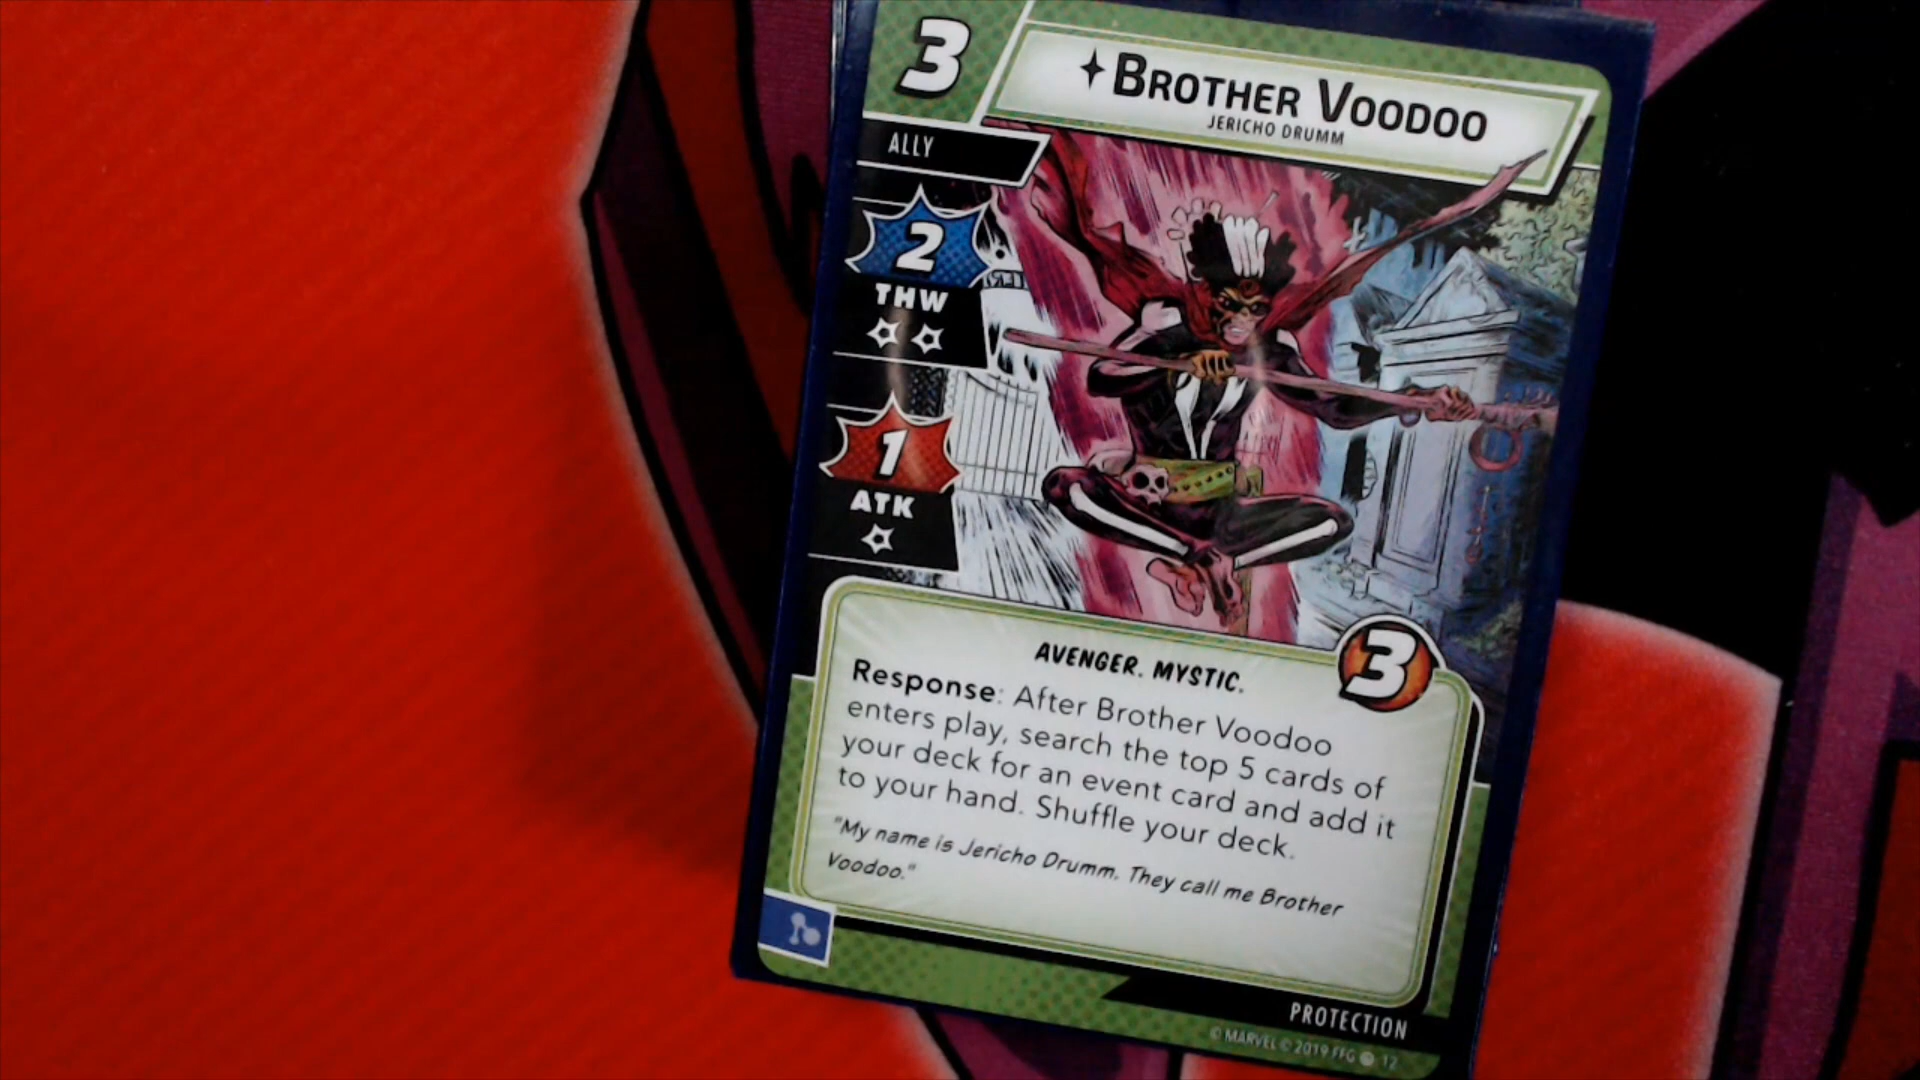 3
BROTHER VOODOO
JERICHO DRUMM
ALLY
2
THW
1
ATK
3
AVENGER. MYSTIC.
Response: After Brother Voodoo
enters play, search the top 5 cards of
your deck for an event card and add it
to your hand. Shuffle your deck.
"My name is Jericho Drumm. They call me Brother
Voodoo."
PROTECTION
© MARVEL © 2019 FFG 12